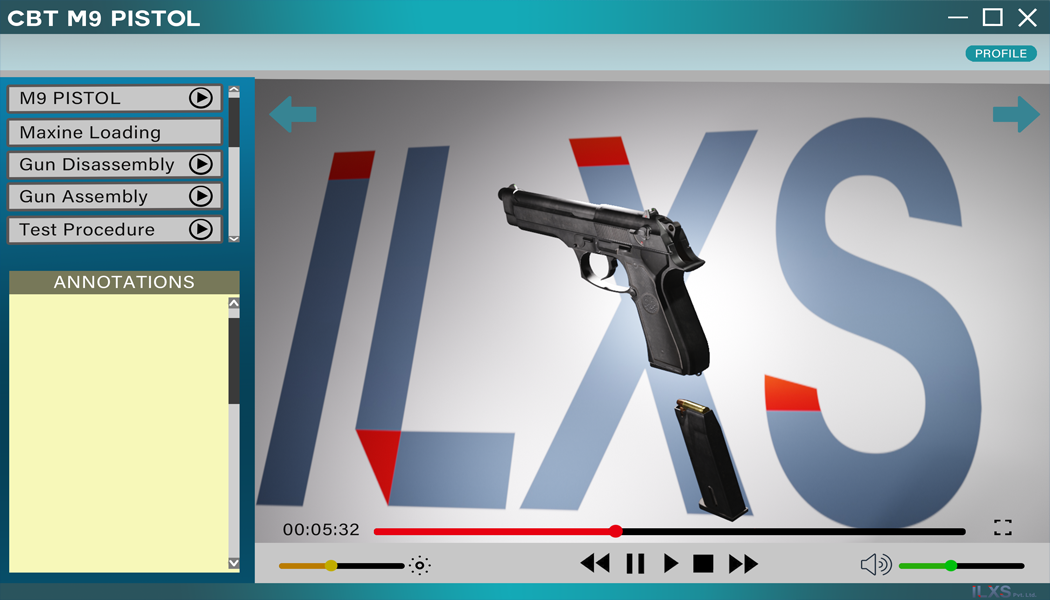 CBT M9 PISTOL
PROFILE
M9 PISTOL
Maxine Loading
Gun Disassembly
Gun Assembly
Test Procedure
ANNOTATIONS
ILXS
00:05:32
ILXS Pvt. Ltd.